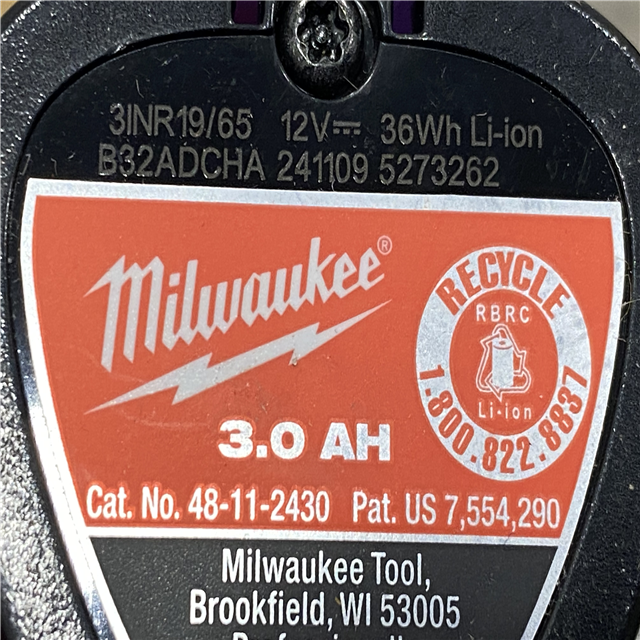 3INR19/65 12V⎓ 36Wh Li-ion
B32ADCHA 241109 5273262
Milwaukee®
RECYCLE
RBRC
Li-ion
1.800.822.8837
3.0 AH
Cat. No. 48-11-2430 Pat. US 7,554,290
Milwaukee Tool,
Brookfield, WI 53005